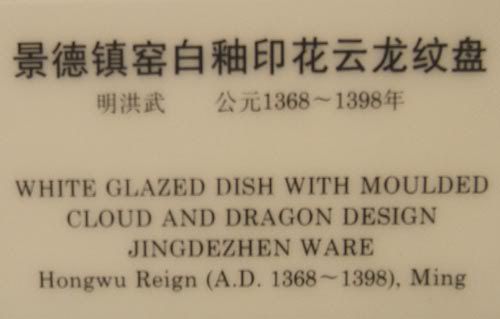 景德镇窑白釉印花云龙纹盘
明洪武 公元1368～1398年
WHITE GLAZED DISH WITH MOULDED
CLOUD AND DRAGON DESIGN
JINGDEZHEN WARE
Hongwu Reign (A.D. 1368～1398), Ming